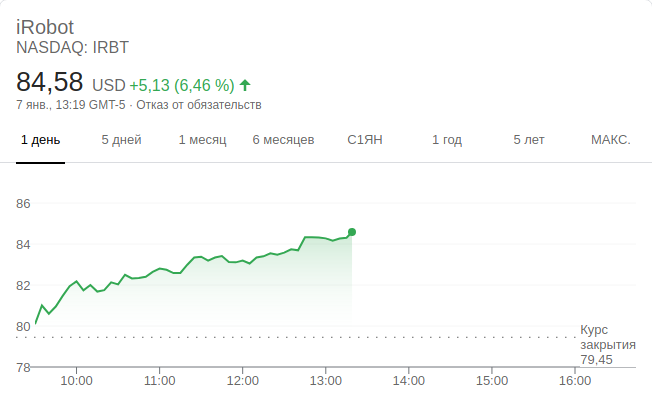 iRobot
NASDAQ: IRBT
84,58 USD +5,13 (6,46 %)
7 янв., 13:19 GMT-5 · Отказ от обязательств
1 день 5 дней 1 месяц 6 месяцев С1ЯН 1 год 5 лет МАКС.
86
84
82
80
Курс
закрытия
79,45
78
10:00 11:00 12:00 13:00 14:00 15:00 16:00